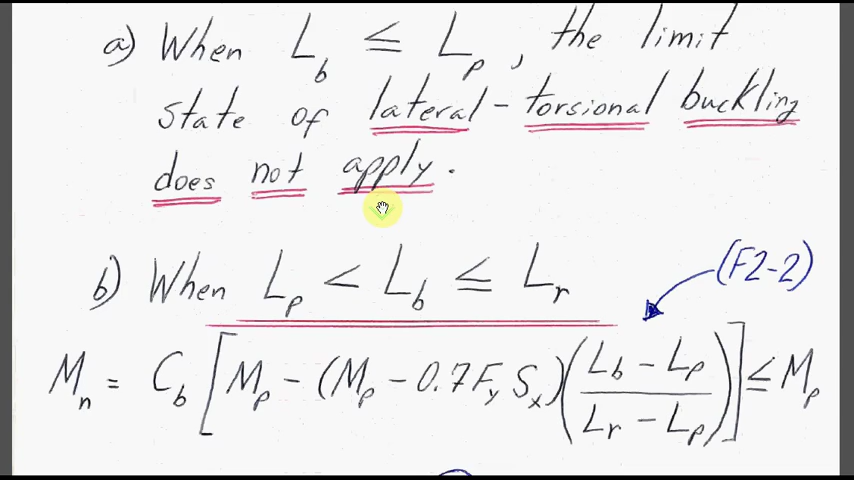 a) When L_b ≤ L_p, the limit
state of lateral-torsional buckling
does not apply.
b) When L_p < L_b ≤ L_r
(F2-2)
M_n = C_b [M_p - (M_p - 0.7F_y S_x)((L_b - L_p)/(L_r - L_p))] ≤ M_p